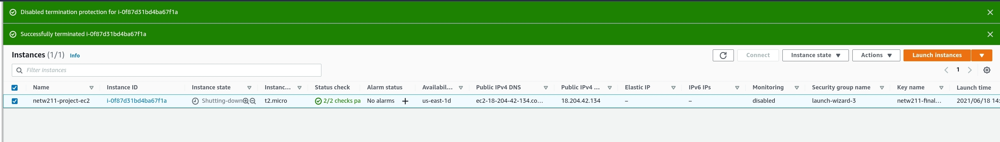 Disabled termination protection for i-0f87d31bd4ba67f1a
Successfully terminated i-0f87d31bd4ba67f1a
Instances (1/1) Info Connect Instance state Actions Launch instances
Filter instances 1
Name Instance ID Instance state Instanc... Status check Alarm status Availabil... Public IPv4 DNS Public IPv4 ... Elastic IP IPv6 IPs Monitoring Security group name Key name Launch time
netw211-project-ec2 i-0f87d31bd4ba67f1a Shutting-down t2.micro 2/2 checks pa No alarms + us-east-1d ec2-18-204-42-134.co... 18.204.42.134 – – disabled launch-wizard-3 netw211-final... 2021/06/18 14: